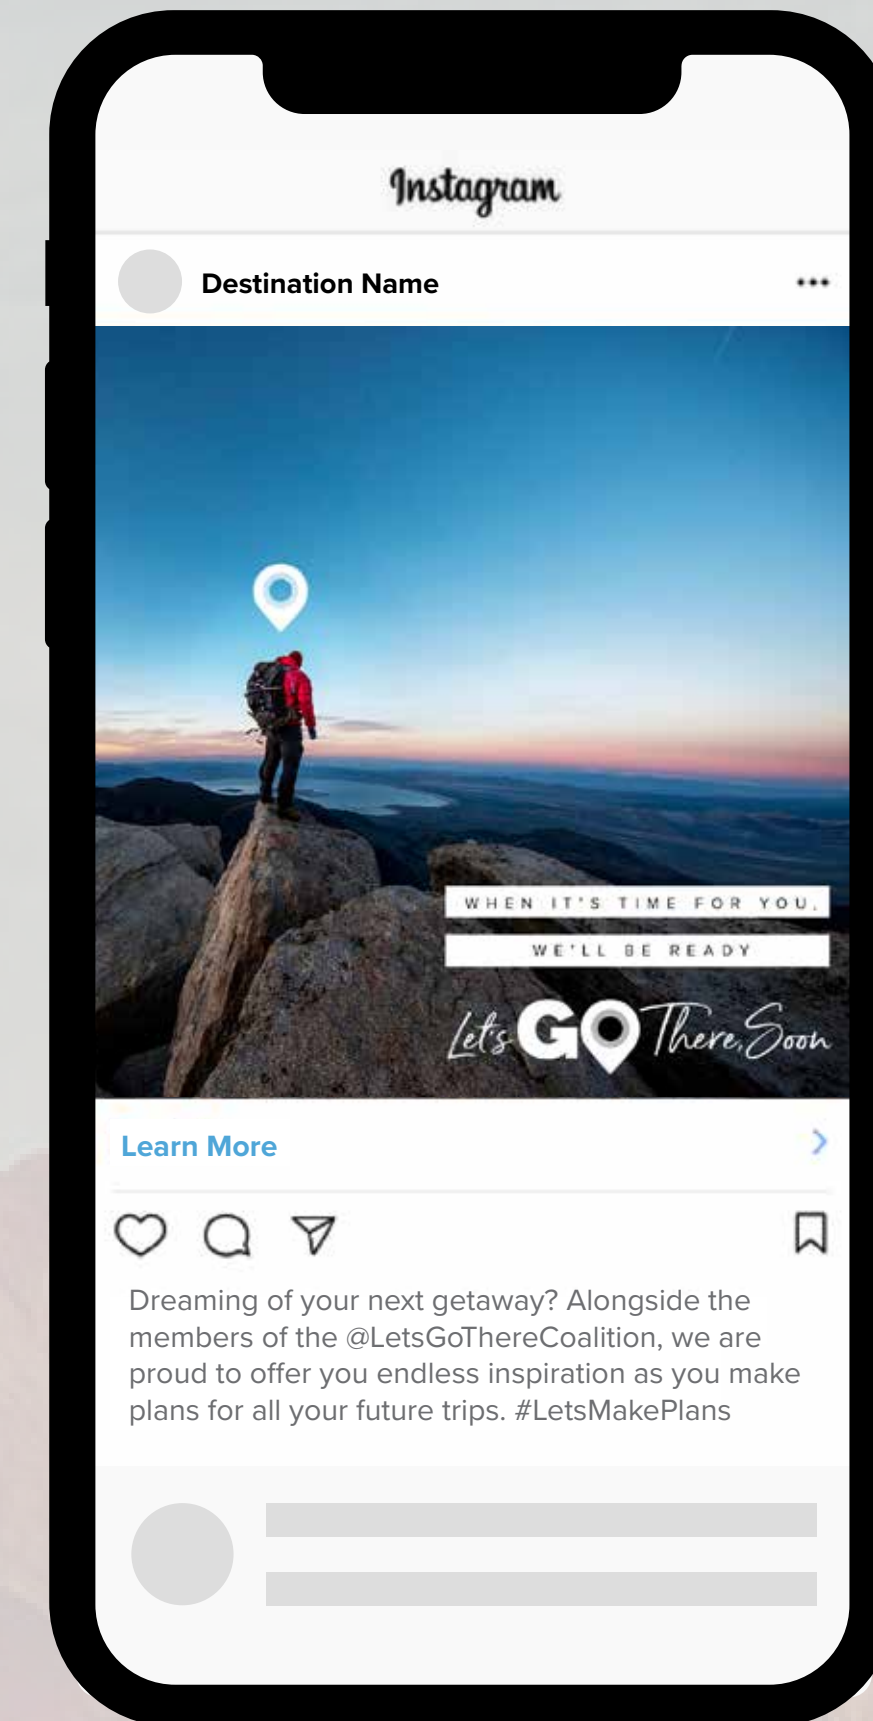 Instagram
Destination Name
WHEN IT'S TIME FOR YOU,
WE'LL BE READY
Let's GO There, Soon
Learn More
Dreaming of your next getaway? Alongside the
members of the @LetsGoThereCoalition, we are
proud to offer you endless inspiration as you make
plans for all your future trips. #LetsMakePlans